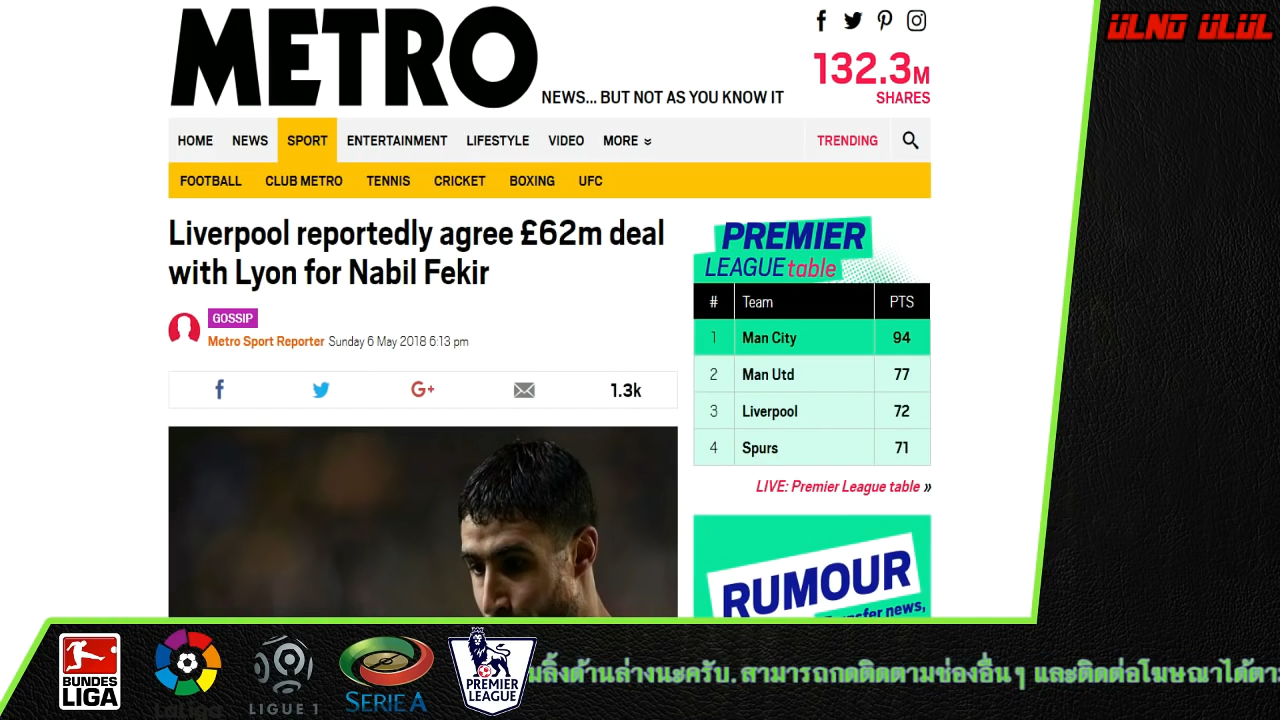 METRO
NEWS... BUT NOT AS YOU KNOW IT
132.3M
SHARES
HOME NEWS SPORT ENTERTAINMENT LIFESTYLE VIDEO MORE TRENDING
FOOTBALL CLUB METRO TENNIS CRICKET BOXING UFC
Liverpool reportedly agree £62m deal
with Lyon for Nabil Fekir
GOSSIP
Metro Sport Reporter Sunday 6 May 2018 6:13 pm
G+ 1.3k
PREMIER
LEAGUE table
# Team PTS
1 Man City 94
2 Man Utd 77
3 Liverpool 72
4 Spurs 71
LIVE: Premier League table »
RUMOUR
transfer news,
BUNDES
LIGA
LaLiga
LIGUE 1
SERIE A
PREMIER
LEAGUE
มลิ้งด้านล่างนะครับ. สามารถกดติดตามช่องอื่นๆ และติดต่อโฆษณาได้ตาม